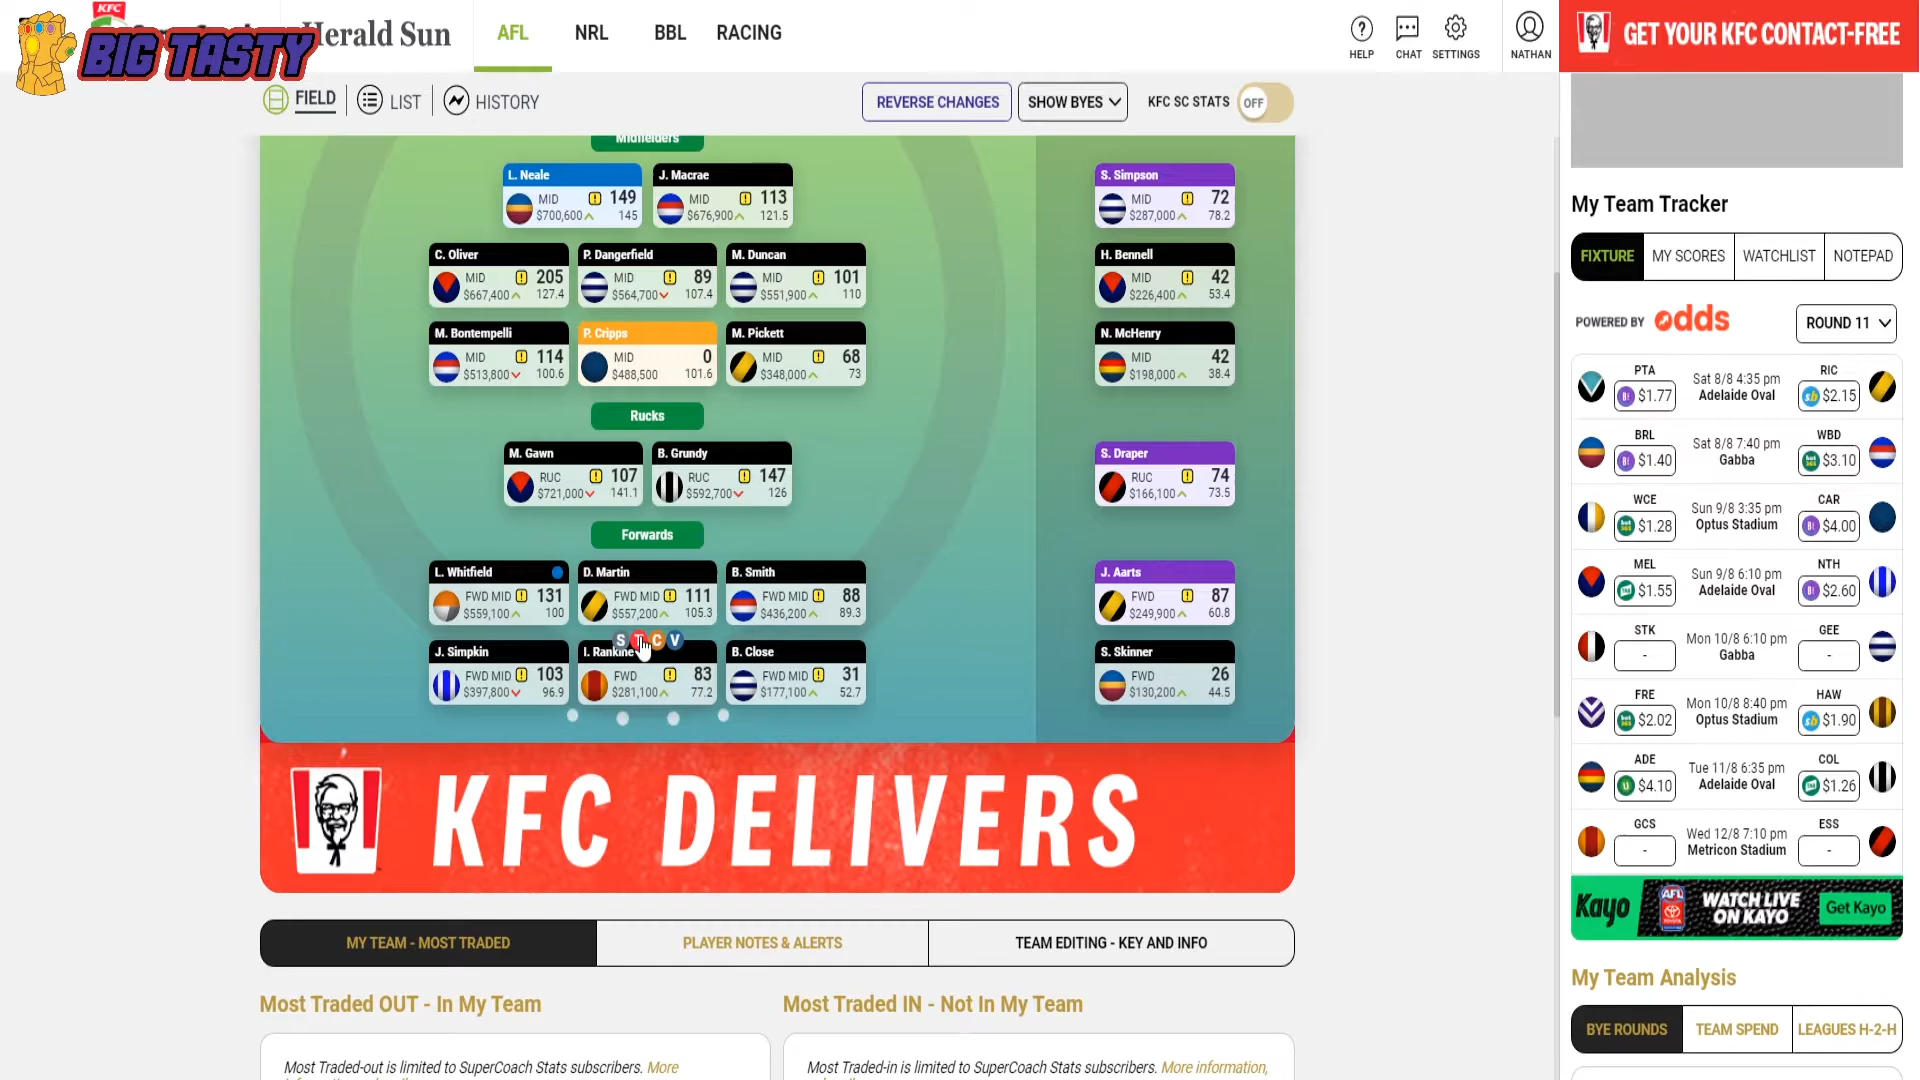 KFC
BIG TASTY
Herald Sun
AFL
NRL
BBL
RACING
HELP
CHAT
SETTINGS
NATHAN
GET YOUR KFC CONTACT-FREE
FIELD
LIST
HISTORY
REVERSE CHANGES
SHOW BYES
KFC SC STATS
OFF
Midfielders
L. Neale
MID ! 149
$700,600 145
J. Macrae
MID ! 113
$676,900 121.5
S. Simpson
MID ! 72
$287,000 78.2
C. Oliver
MID ! 205
$667,400 127.4
P. Dangerfield
MID ! 89
$564,700 107.4
M. Duncan
MID ! 101
$551,900 110
H. Bennell
MID ! 42
$226,400 53.4
M. Bontempelli
MID ! 114
$513,800 100.6
P. Cripps
MID 0
$488,500 101.6
M. Pickett
MID ! 68
$348,000 73
N. McHenry
MID 42
$198,000 38.4
Rucks
M. Gawn
RUC ! 107
$721,000 141.1
B. Grundy
RUC ! 147
$592,700 126
S. Draper
RUC ! 74
$166,100 73.5
Forwards
L. Whitfield
FWD MID ! 131
$559,100 100
D. Martin
FWD MID ! 111
$557,200 105.3
B. Smith
FWD MID ! 88
$436,200 89.3
J. Aarts
FWD ! 87
$249,900 60.8
S T C V
J. Simpkin
FWD MID ! 103
$397,800 96.9
I. Rankine
FWD ! 83
$281,100 77.2
B. Close
FWD MID ! 31
$177,100 52.7
S. Skinner
FWD 26
$130,200 44.5
KFC DELIVERS
MY TEAM - MOST TRADED
PLAYER NOTES & ALERTS
TEAM EDITING - KEY AND INFO
Most Traded OUT - In My Team
Most Traded IN - Not In My Team
Most Traded-out is limited to SuperCoach Stats subscribers. More
Most Traded-in is limited to SuperCoach Stats subscribers. More information,
My Team Tracker
FIXTURE
MY SCORES
WATCHLIST
NOTEPAD
POWERED BY odds
ROUND 11
PTA
$1.77
Sat 8/8 4:35 pm
Adelaide Oval
RIC
$2.15
BRL
$1.40
Sat 8/8 7:40 pm
Gabba
WBD
$3.10
WCE
$1.28
Sun 9/8 3:35 pm
Optus Stadium
CAR
$4.00
MEL
$1.55
Sun 9/8 6:10 pm
Adelaide Oval
NTH
$2.60
STK
-
Mon 10/8 6:10 pm
Gabba
GEE
-
FRE
$2.02
Mon 10/8 8:40 pm
Optus Stadium
HAW
$1.90
ADE
$4.10
Tue 11/8 6:35 pm
Adelaide Oval
COL
$1.26
GCS
-
Wed 12/8 7:10 pm
Metricon Stadium
ESS
-
Kayo
AFL
WATCH LIVE
ON KAYO
Get Kayo
My Team Analysis
BYE ROUNDS
TEAM SPEND
LEAGUES H-2-H